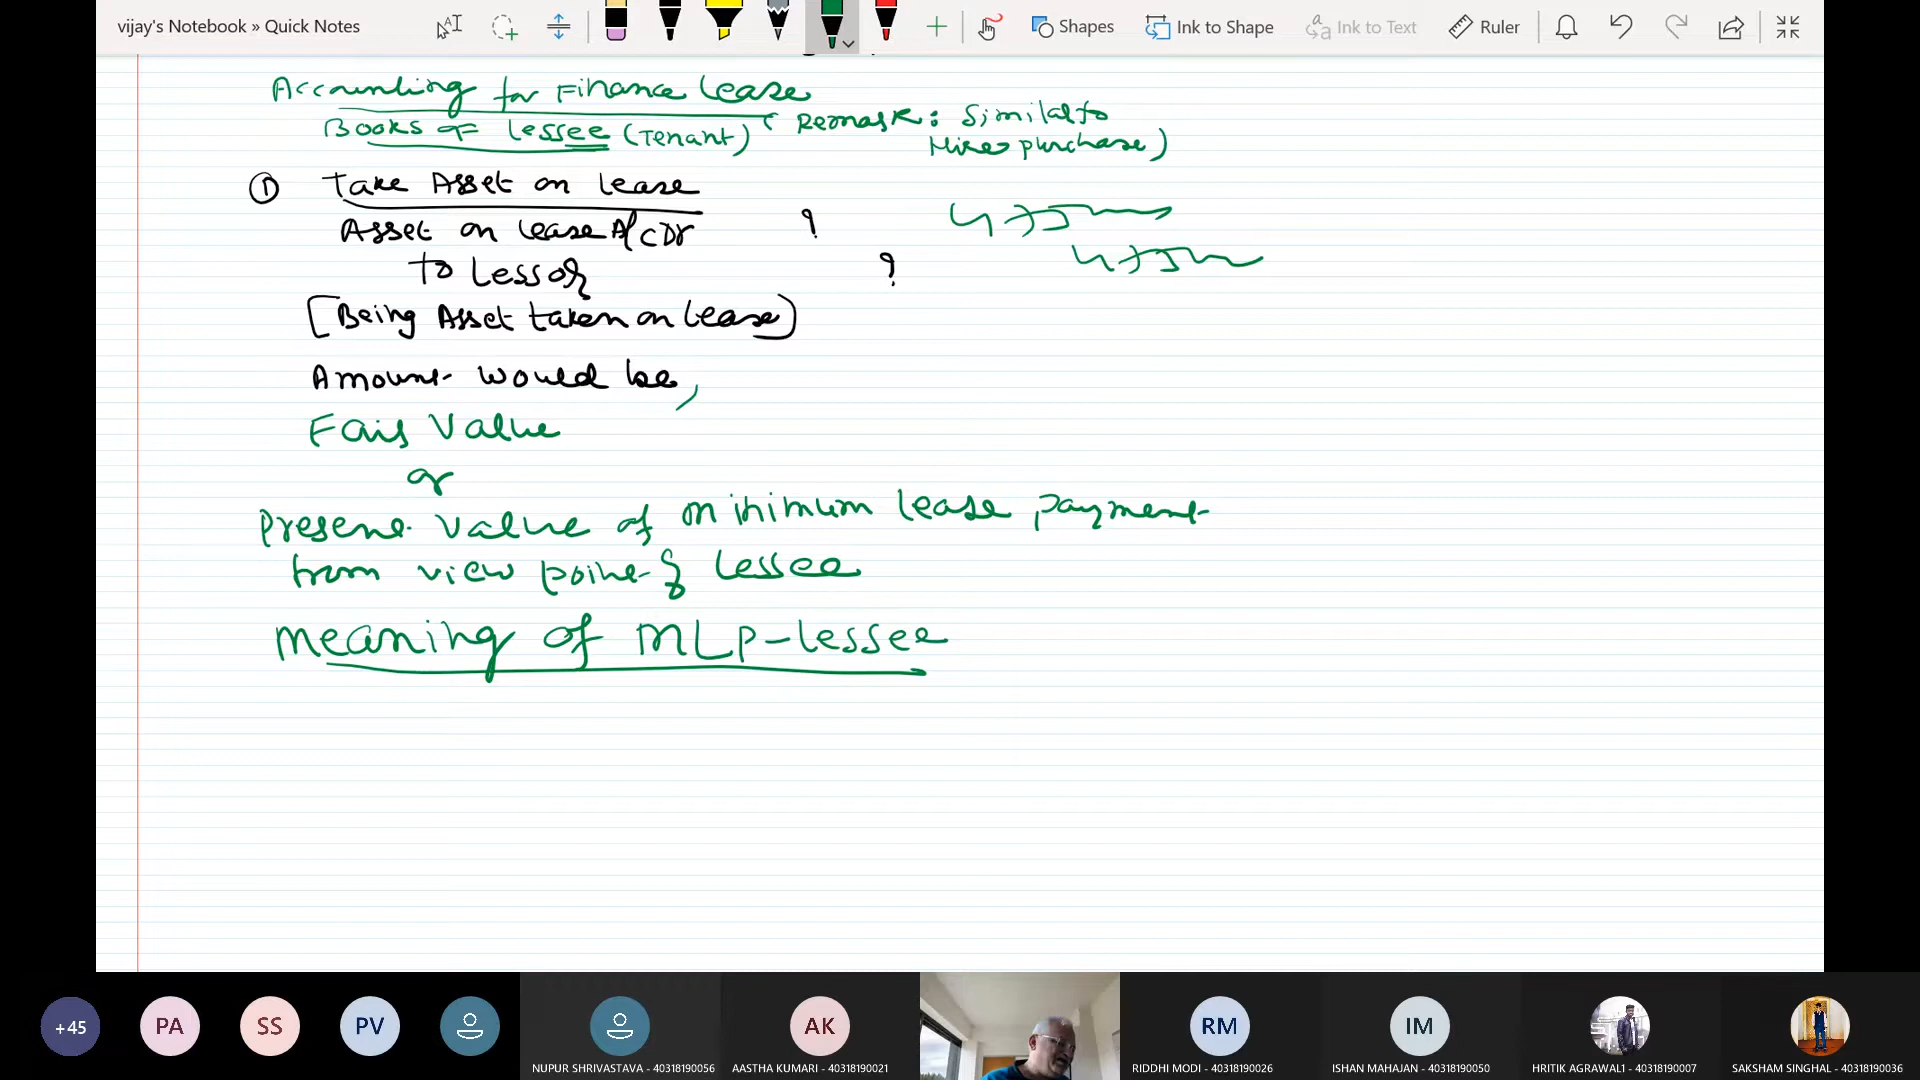 vijay's Notebook » Quick Notes
Shapes
Ink to Shape
Ink to Text
Ruler
Accounting for Finance Lease
Books of lessee (Tenant) (Remark: Similar to
Hire purchase)
① Take Asset on lease
Asset on lease A/c Dr ?
To Lessor ?
[Being Asset taken on lease)
Amount would be,
Fair Value
or
Present Value of minimum lease payment
from view point of lessee
Meaning of MLP-lessee
+45
PA
SS
PV
NUPUR SHRIVASTAVA - 40318190056
AK
AASTHA KUMARI - 40318190021
RM
RIDDHI MODI - 40318190026
IM
ISHAN MAHAJAN - 40318190050
HRITIK AGRAWAL1 - 40318190007
SAKSHAM SINGHAL - 40318190036